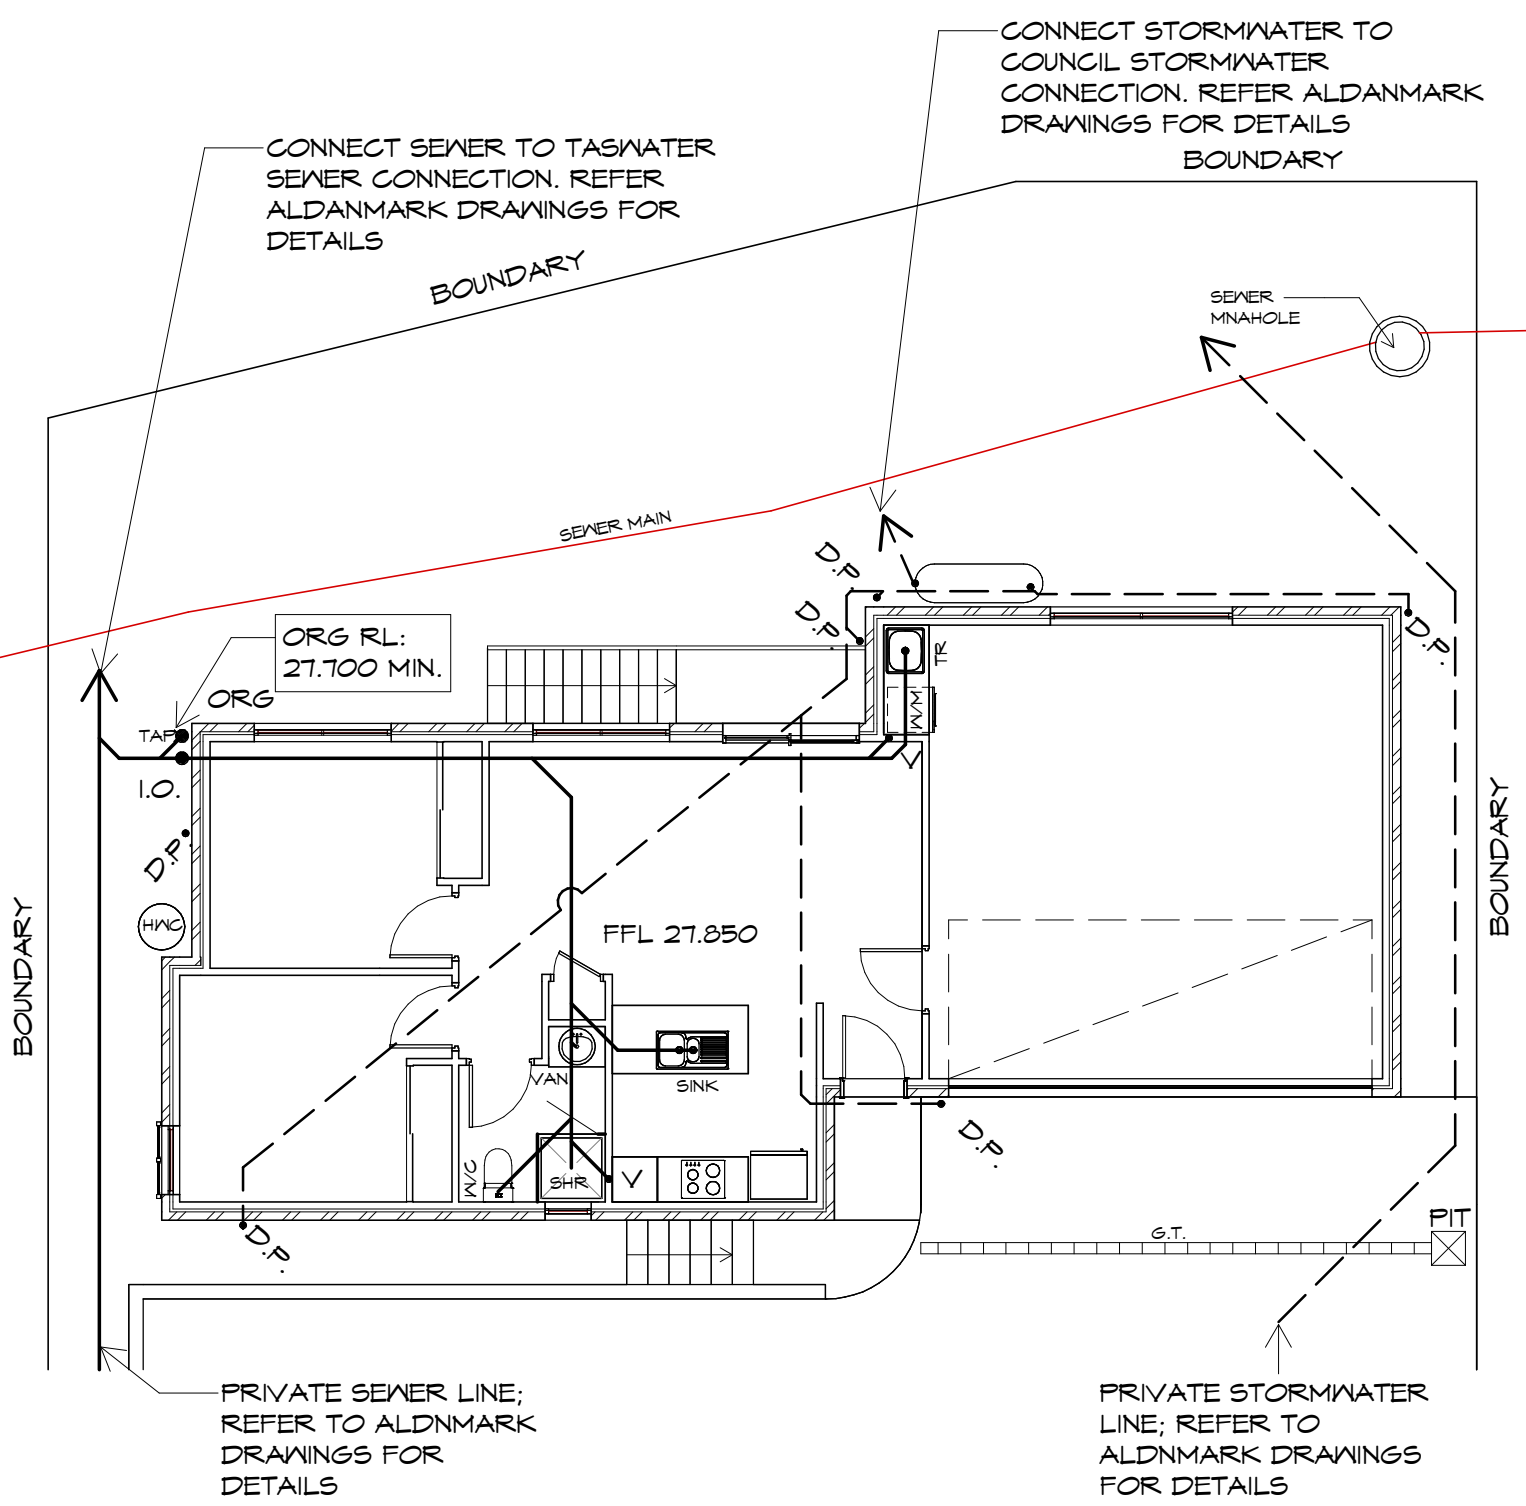 CONNECT STORMWATER TO
COUNCIL STORMWATER
CONNECTION. REFER ALDANMARK
DRAWINGS FOR DETAILS
BOUNDARY
CONNECT SEWER TO TASWATER
SEWER CONNECTION. REFER
ALDANMARK DRAWINGS FOR
DETAILS
BOUNDARY
SEWER
MNAHOLE
SEWER MAIN
D.P.
D.P.
D.P.
ORG RL:
27.700 MIN.
ORG
TR
W/M
TAP
V
I.O.
D.P.
BOUNDARY
HWC
FFL 27.850
BOUNDARY
VAN
SINK
D.P.
W/C
SHR
V
PIT
G.T.
D.P.
PRIVATE SEWER LINE;
REFER TO ALDNMARK
DRAWINGS FOR
DETAILS
PRIVATE STORMWATER
LINE; REFER TO
ALDNMARK DRAWINGS
FOR DETAILS